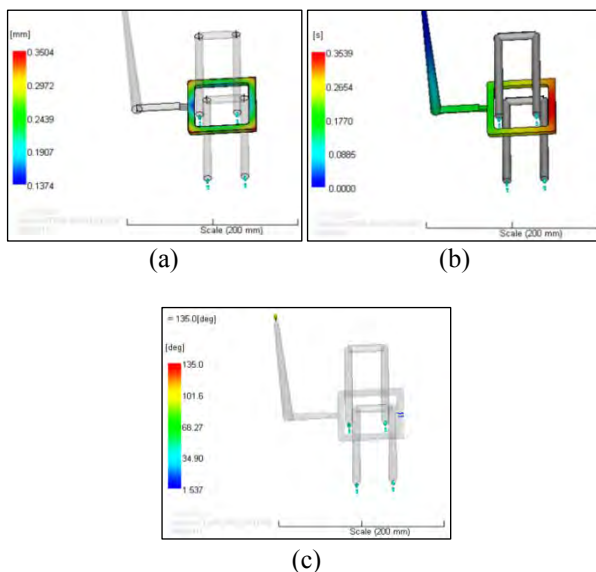 [mm]
0.3504
0.2972
0.2439
0.1907
0.1374
Scale (200 mm)
(a)
[s]
0.3539
0.2654
0.1770
0.0885
0.0000
Scale (200 mm)
(b)
= 135.0[deg]
[deg]
135.0
101.6
68.27
34.90
1.537
Scale (200 mm)
(c)